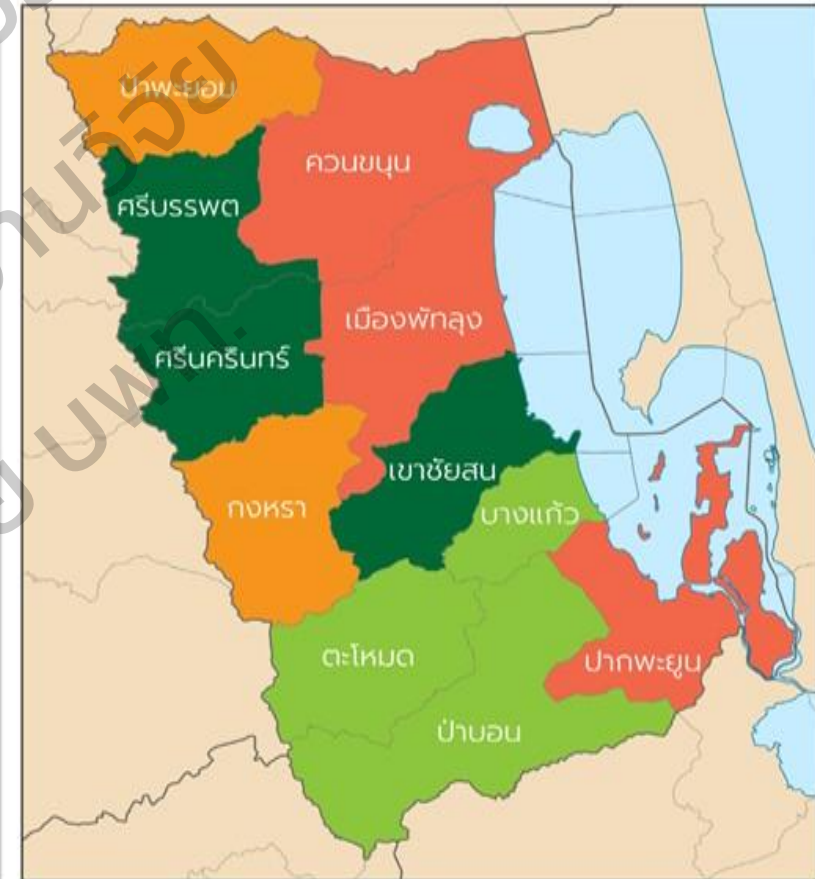 ป่าพะยอม
ควนขนุน
ศรีบรรพต
เมืองพัทลุง
ศรีนครินทร์
เขาชัยสน
กงหรา
บางแก้ว
ตะโหมด
ปากพะยูน
ป่าบอน
บพท.